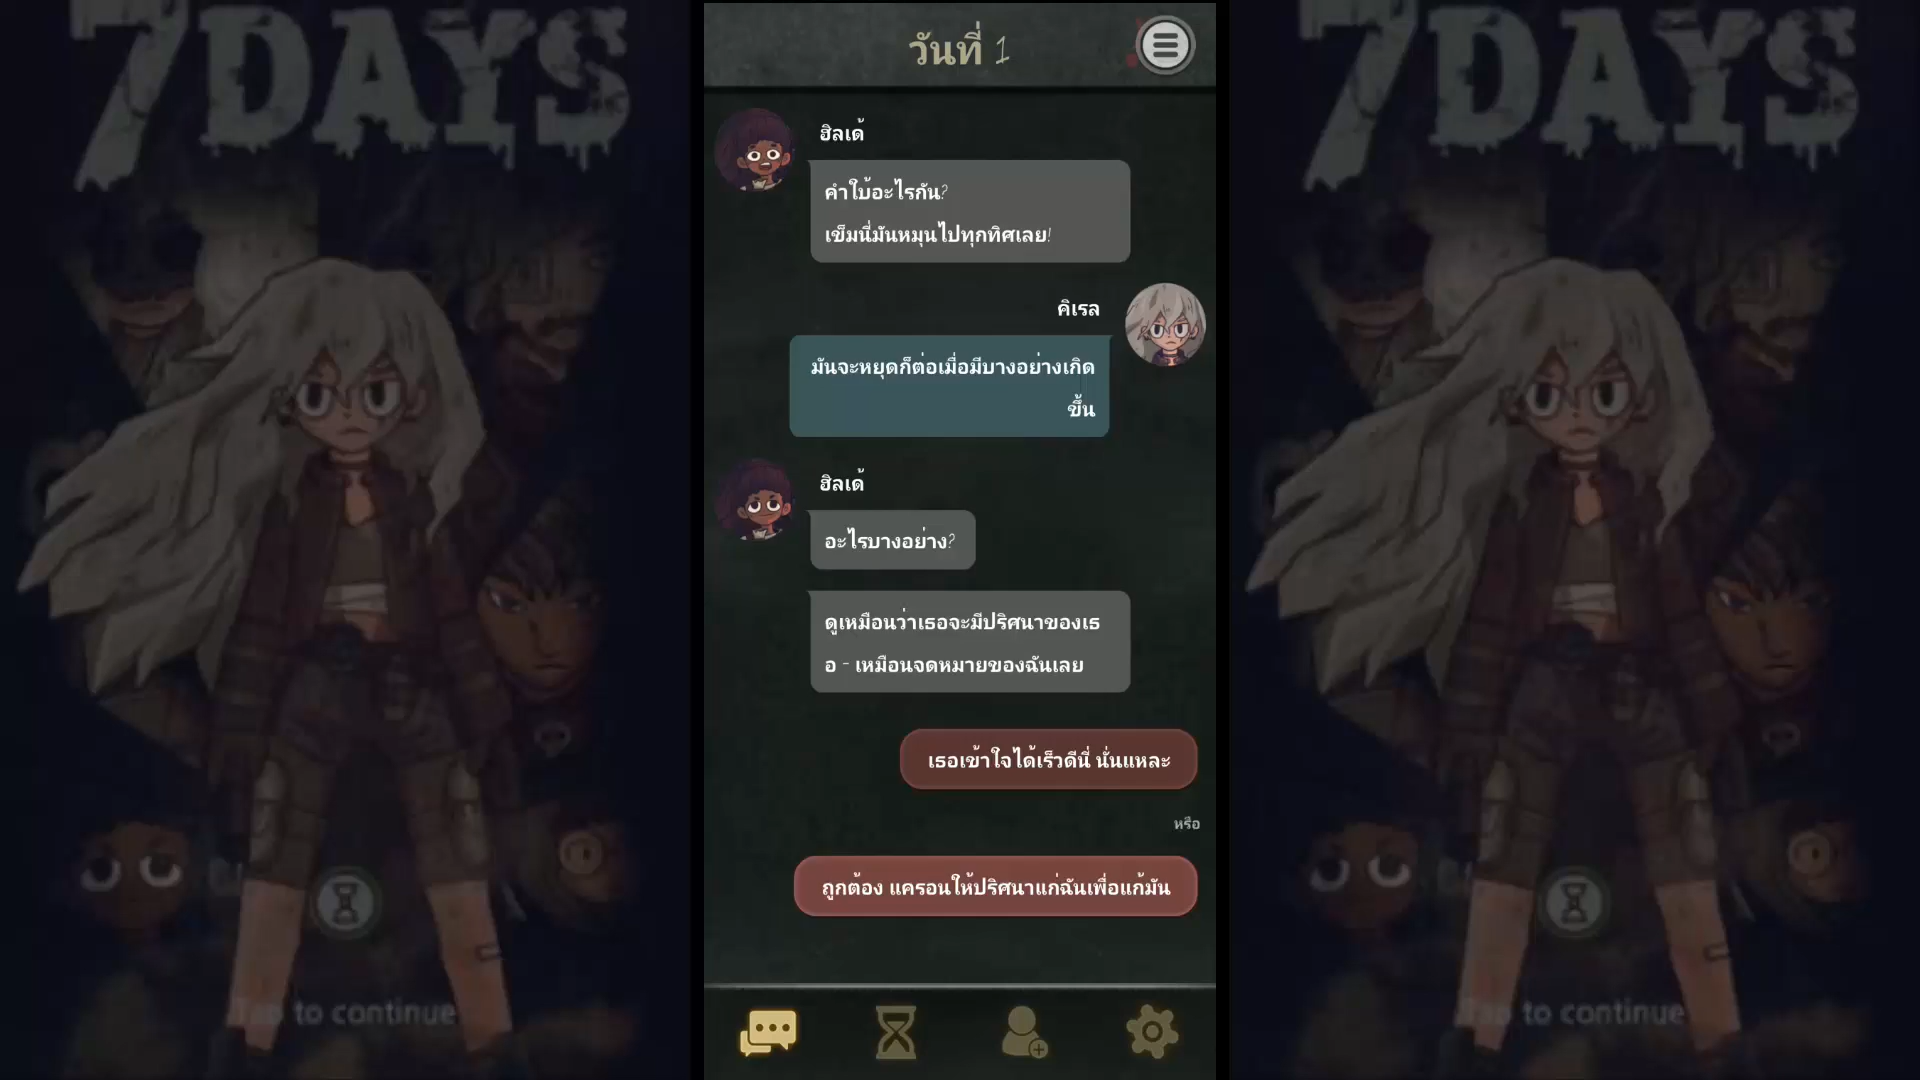 7DAYS
7DAYS
วันที่ 1
ฮิลเด้
คำใบ้อะไรกัน?
เข็มนี่มันหมุนไปทุกทิศเลย!
คิเรล
มันจะหยุดก็ต่อเมื่อมีบางอย่างเกิด
ขึ้น
ฮิลเด้
อะไรบางอย่าง?
ดูเหมือนว่าเธอจะมีปริศนาของเธ
อ - เหมือนจดหมายของฉันเลย
เธอเข้าใจได้เร็วดีนี่ นั่นแหละ
หรือ
ถูกต้อง แครอนให้ปริศนาแก่ฉันเพื่อแก้มัน
Tap to continue
Tap to continue